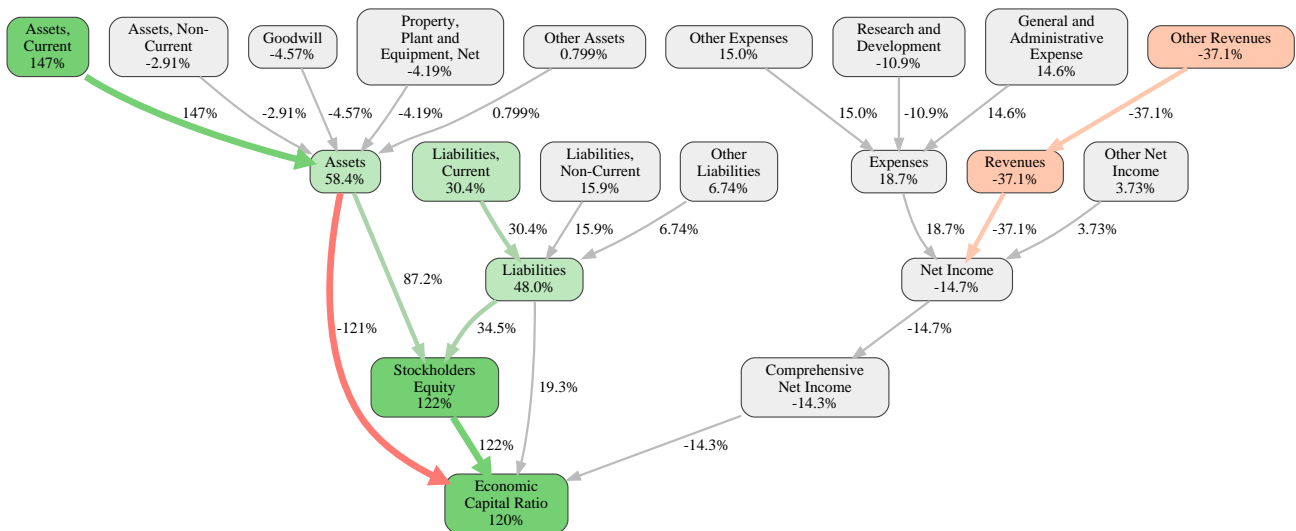 Assets,
Current
147%
Assets, Non-
Current
-2.91%
Goodwill
-4.57%
Property,
Plant and
Equipment, Net
-4.19%
Other Assets
0.799%
Other Expenses
15.0%
Research and
Development
-10.9%
General and
Administrative
Expense
14.6%
Other Revenues
-37.1%
147%
-2.91%
-4.57%
-4.19%
0.799%
15.0%
-10.9%
14.6%
-37.1%
Assets
58.4%
Liabilities,
Current
30.4%
Liabilities,
Non-Current
15.9%
Other
Liabilities
6.74%
Expenses
18.7%
Revenues
-37.1%
Other Net
Income
3.73%
30.4%
15.9%
6.74%
18.7%
-37.1%
3.73%
87.2%
Liabilities
48.0%
Net Income
-14.7%
-121%
34.5%
-14.7%
Stockholders
Equity
122%
19.3%
Comprehensive
Net Income
-14.3%
122%
-14.3%
Economic
Capital Ratio
120%